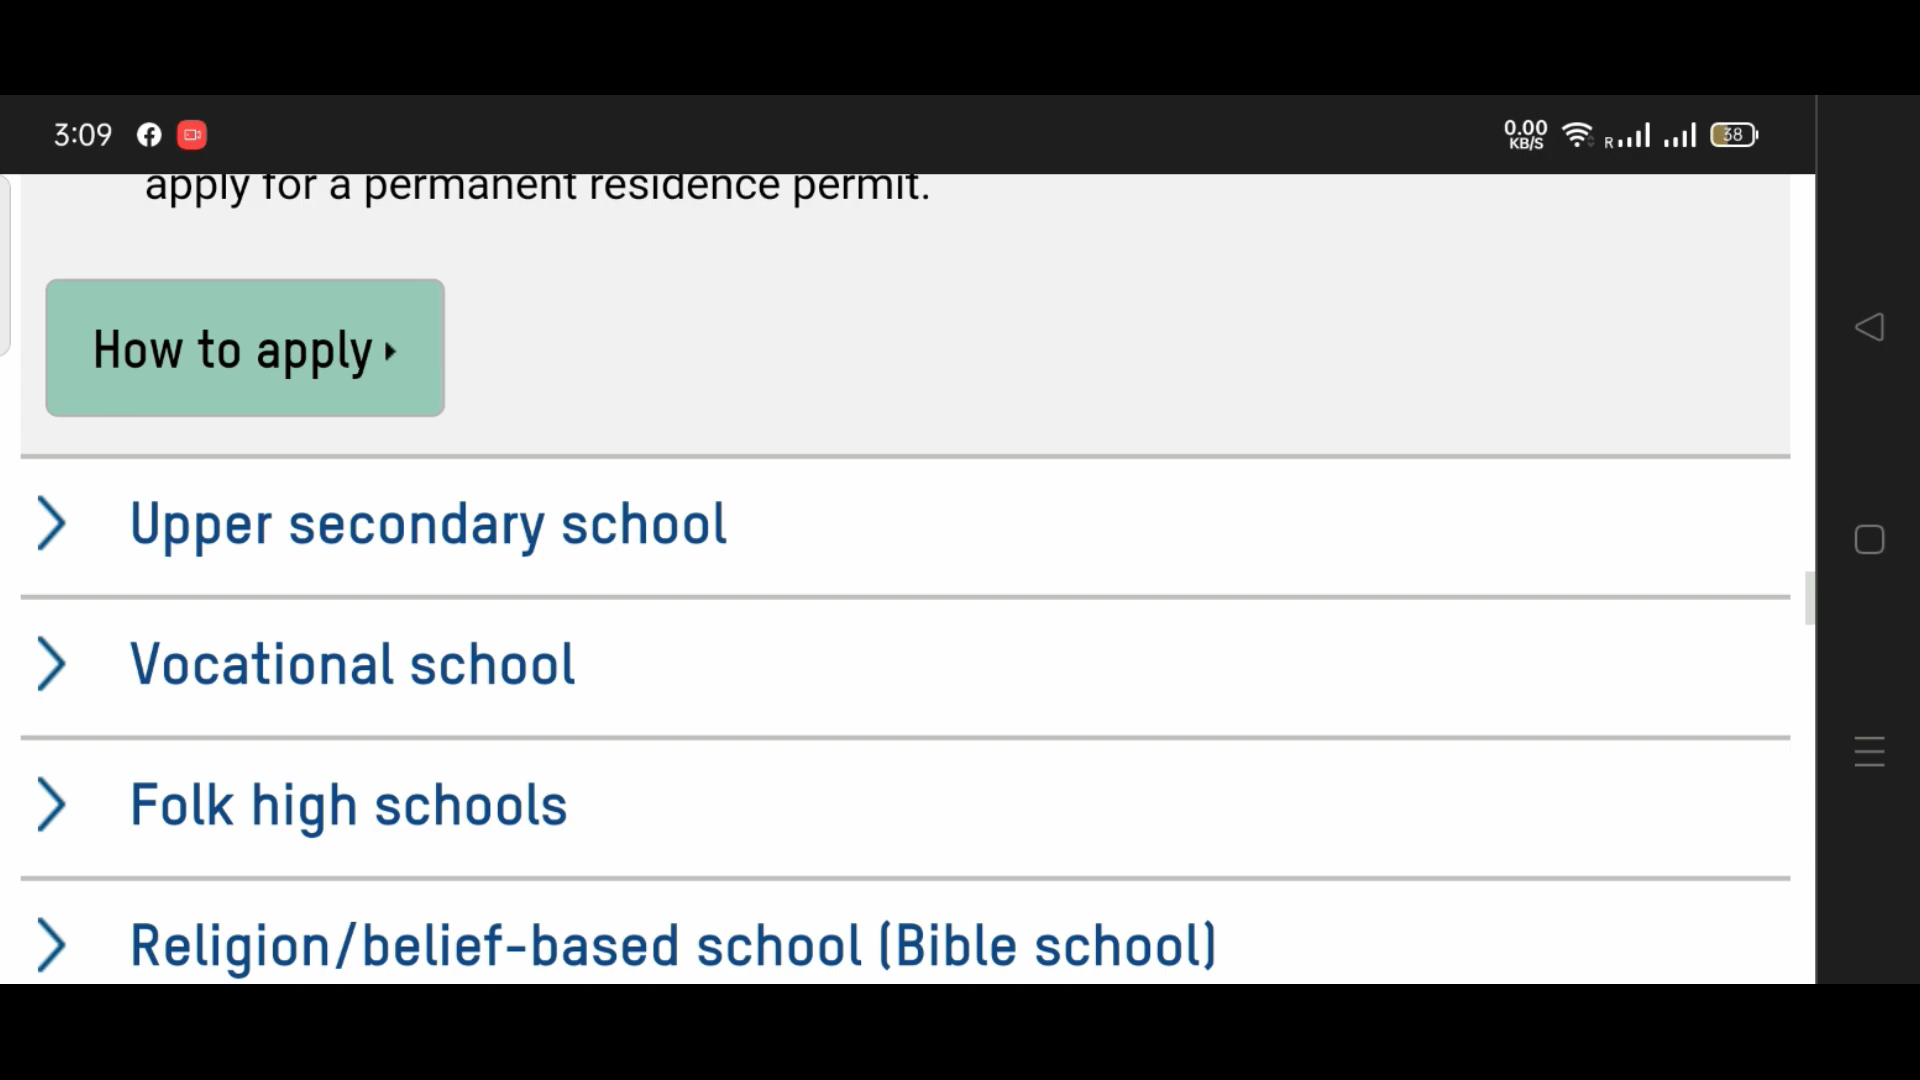 3:09
0.00
KB/S
R
38
apply for a permanent residence permit.
How to apply
Upper secondary school
Vocational school
Folk high schools
Religion/belief-based school (Bible school)